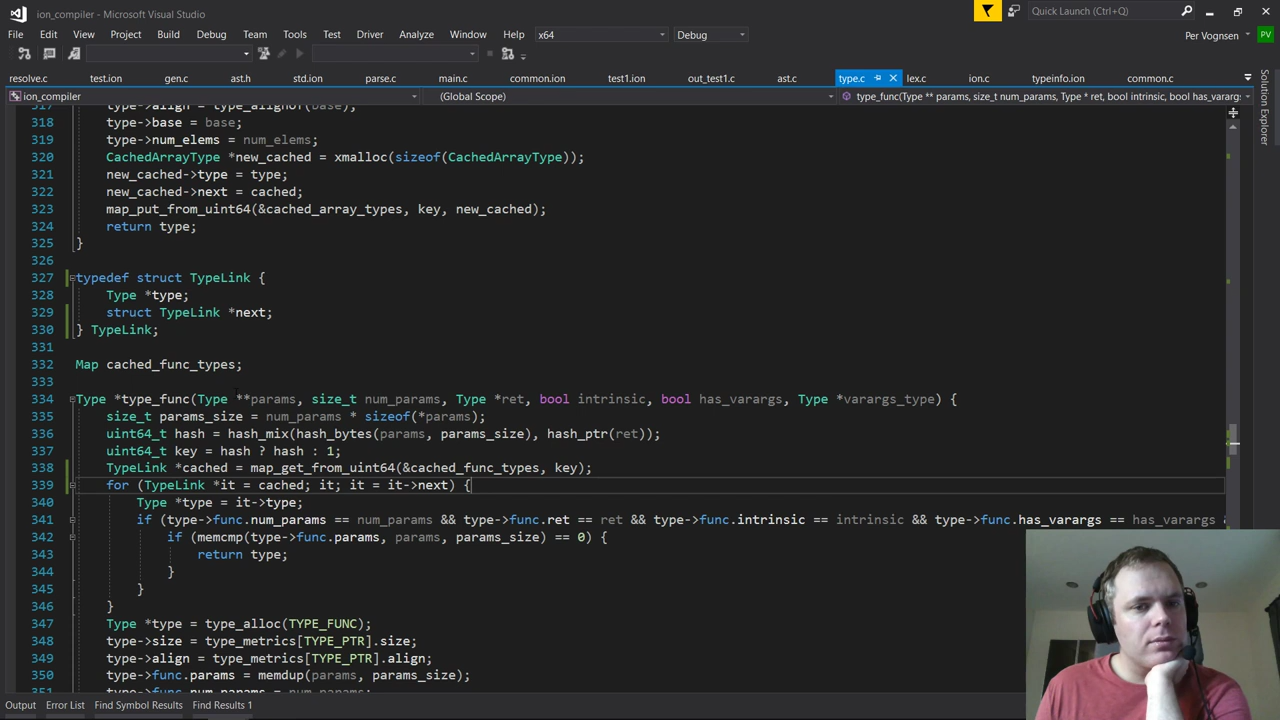 ion_compiler - Microsoft Visual Studio
Quick Launch (Ctrl+Q)
File Edit View Project Build Debug Team Tools Test Driver Analyze Window Help x64 Debug Per Vognsen PV
resolve.c test.ion gen.c ast.h std.ion parse.c main.c common.ion test1.ion out_test1.c ast.c type.c lex.c ion.c typeinfo.ion common.c
ion_compiler (Global Scope) type_func(Type ** params, size_t num_params, Type * ret, bool intrinsic, bool has_varargs
Solution Explorer
317 type->align = type_alignof(base);
318 type->base = base;
319 type->num_elems = num_elems;
320 CachedArrayType *new_cached = xmalloc(sizeof(CachedArrayType));
321 new_cached->type = type;
322 new_cached->next = cached;
323 map_put_from_uint64(&cached_array_types, key, new_cached);
324 return type;
325 }
326
327 typedef struct TypeLink {
328 Type *type;
329 struct TypeLink *next;
330 } TypeLink;
331
332 Map cached_func_types;
333
334 Type *type_func(Type **params, size_t num_params, Type *ret, bool intrinsic, bool has_varargs, Type *varargs_type) {
335 size_t params_size = num_params * sizeof(*params);
336 uint64_t hash = hash_mix(hash_bytes(params, params_size), hash_ptr(ret));
337 uint64_t key = hash ? hash : 1;
338 TypeLink *cached = map_get_from_uint64(&cached_func_types, key);
339 for (TypeLink *it = cached; it; it = it->next) {
340 Type *type = it->type;
341 if (type->func.num_params == num_params && type->func.ret == ret && type->func.intrinsic == intrinsic && type->func.has_varargs == has_varargs &
342 if (memcmp(type->func.params, params, params_size) == 0) {
343 return type;
344 }
345 }
346 }
347 Type *type = type_alloc(TYPE_FUNC);
348 type->size = type_metrics[TYPE_PTR].size;
349 type->align = type_metrics[TYPE_PTR].align;
350 type->func.params = memdup(params, params_size);
351 type->func.num_params = num_params;
Output Error List Find Symbol Results Find Results 1